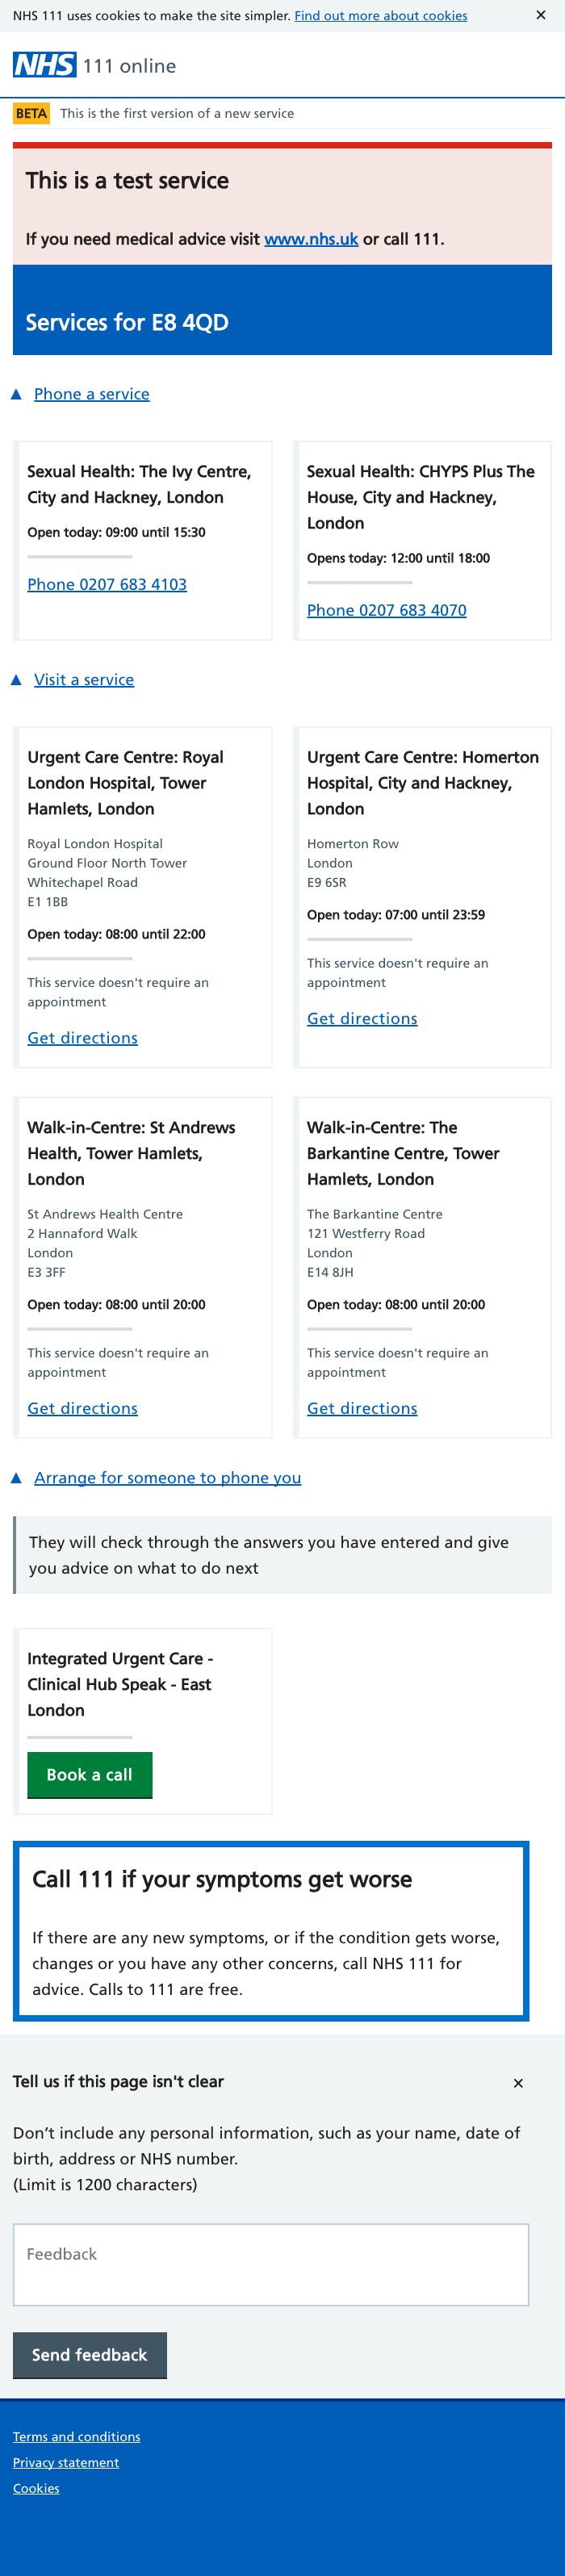 NHS 111 uses cookies to make the site simpler. Find out more about cookies ✕
NHS 111 online
BETA This is the first version of a new service
This is a test service
If you need medical advice visit www.nhs.uk or call 111.
Services for E8 4QD
▲ Phone a service
Sexual Health: The Ivy Centre,
City and Hackney, London
Open today: 09:00 until 15:30
Phone 0207 683 4103
Sexual Health: CHYPS Plus The
House, City and Hackney,
London
Opens today: 12:00 until 18:00
Phone 0207 683 4070
▲ Visit a service
Urgent Care Centre: Royal
London Hospital, Tower
Hamlets, London
Royal London Hospital
Ground Floor North Tower
Whitechapel Road
E1 1BB
Open today: 08:00 until 22:00
This service doesn't require an
appointment
Get directions
Urgent Care Centre: Homerton
Hospital, City and Hackney,
London
Homerton Row
London
E9 6SR
Open today: 07:00 until 23:59
This service doesn't require an
appointment
Get directions
Walk-in-Centre: St Andrews
Health, Tower Hamlets,
London
St Andrews Health Centre
2 Hannaford Walk
London
E3 3FF
Open today: 08:00 until 20:00
This service doesn't require an
appointment
Get directions
Walk-in-Centre: The
Barkantine Centre, Tower
Hamlets, London
The Barkantine Centre
121 Westferry Road
London
E14 8JH
Open today: 08:00 until 20:00
This service doesn't require an
appointment
Get directions
▲ Arrange for someone to phone you
They will check through the answers you have entered and give
you advice on what to do next
Integrated Urgent Care -
Clinical Hub Speak - East
London
Book a call
Call 111 if your symptoms get worse
If there are any new symptoms, or if the condition gets worse,
changes or you have any other concerns, call NHS 111 for
advice. Calls to 111 are free.
Tell us if this page isn't clear ✕
Don’t include any personal information, such as your name, date of
birth, address or NHS number.
(Limit is 1200 characters)
Feedback
Send feedback
Terms and conditions
Privacy statement
Cookies